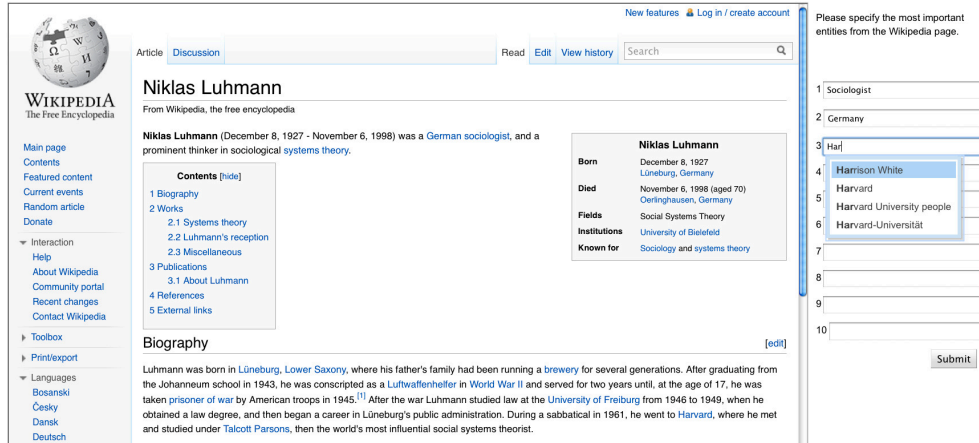 New features Log in / create account
WIKIPEDIA
The Free Encyclopedia
Main page
Contents
Featured content
Current events
Random article
Donate
Interaction
Help
About Wikipedia
Community portal
Recent changes
Contact Wikipedia
Toolbox
Print/export
Languages
Bosanski
Česky
Dansk
Deutsch
Article Discussion Read Edit View history Search
Niklas Luhmann
From Wikipedia, the free encyclopedia
Niklas Luhmann (December 8, 1927 - November 6, 1998) was a German sociologist, and a
prominent thinker in sociological systems theory.
Contents [hide]
1 Biography
2 Works
2.1 Systems theory
2.2 Luhmann's reception
2.3 Miscellaneous
3 Publications
3.1 About Luhmann
4 References
5 External links
Niklas Luhmann
Born December 8, 1927
Lüneburg, Germany
Died November 6, 1998 (aged 70)
Oerlinghausen, Germany
Fields Social Systems Theory
Institutions University of Bielefeld
Known for Sociology and systems theory
Biography [edit]
Luhmann was born in Lüneburg, Lower Saxony, where his father's family had been running a brewery for several generations. After graduating from
the Johanneum school in 1943, he was conscripted as a Luftwaffenhelfer in World War II and served for two years until, at the age of 17, he was
taken prisoner of war by American troops in 1945.[1] After the war Luhmann studied law at the University of Freiburg from 1946 to 1949, when he
obtained a law degree, and then began a career in Lüneburg's public administration. During a sabbatical in 1961, he went to Harvard, where he met
and studied under Talcott Parsons, then the world's most influential social systems theorist.
Please specify the most important
entities from the Wikipedia page.
1 Sociologist
2 Germany
3 Har
Harrison White
Harvard
Harvard University people
Harvard-Universität
4
5
6
7
8
9
10
Submit